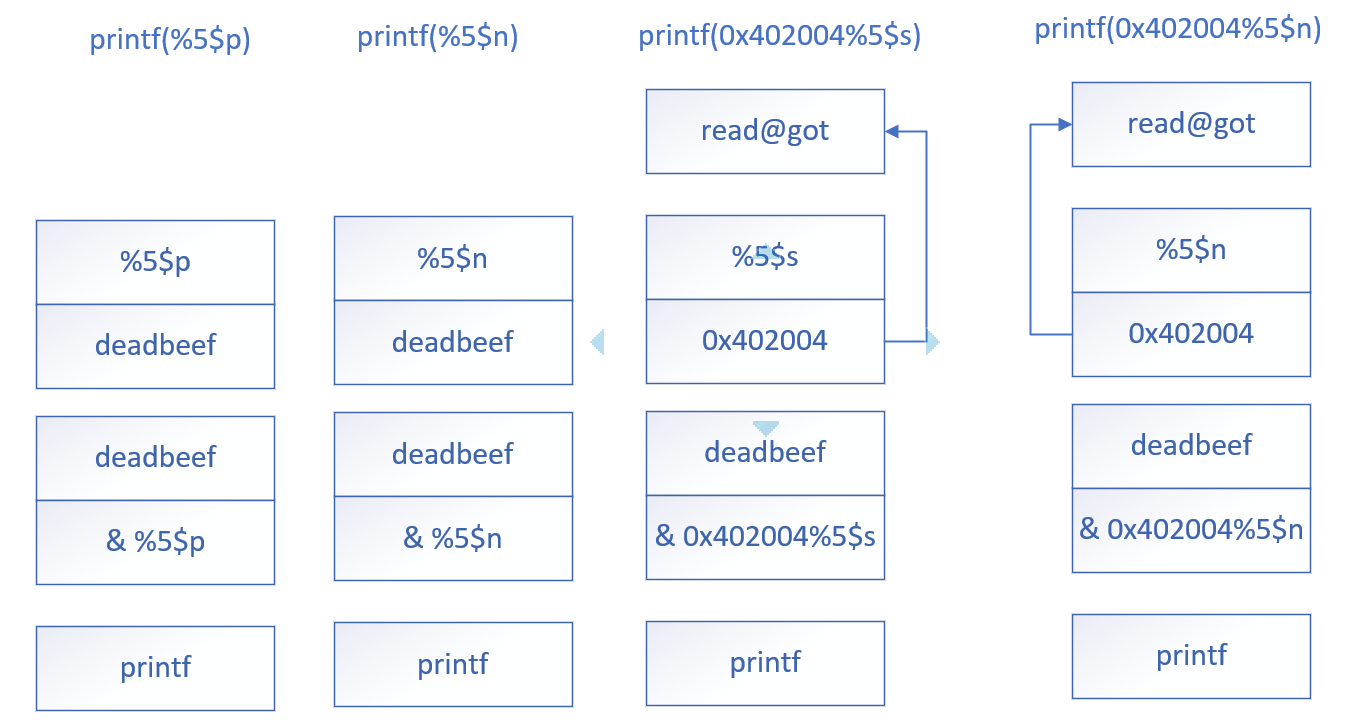 printf(%5$p)
%5$p
deadbeef
deadbeef
& %5$p
printf
printf(%5$n)
%5$n
deadbeef
deadbeef
& %5$n
printf
printf(0x402004%5$s)
read@got
%5$s
0x402004
deadbeef
& 0x402004%5$s
printf
printf(0x402004%5$n)
read@got
%5$n
0x402004
deadbeef
& 0x402004%5$n
printf